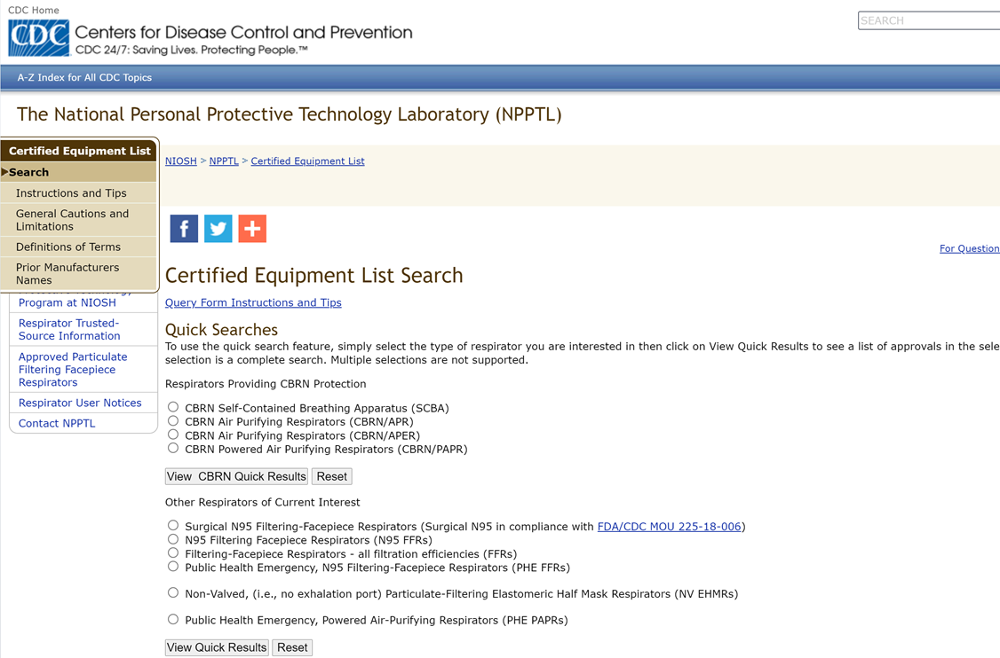 CDC Home
CDC
Centers for Disease Control and Prevention
CDC 24/7: Saving Lives. Protecting People.™
SEARCH
A-Z Index for All CDC Topics
The National Personal Protective Technology Laboratory (NPPTL)
Certified Equipment List
Search
Instructions and Tips
General Cautions and
Limitations
Definitions of Terms
Prior Manufacturers
Names
Program at NIOSH
Respirator Trusted-
Source Information
Approved Particulate
Filtering Facepiece
Respirators
Respirator User Notices
Contact NPPTL
NIOSH > NPPTL > Certified Equipment List
For Question
Certified Equipment List Search
Query Form Instructions and Tips
Quick Searches
To use the quick search feature, simply select the type of respirator you are interested in then click on View Quick Results to see a list of approvals in the sele
selection is a complete search. Multiple selections are not supported.
Respirators Providing CBRN Protection
CBRN Self-Contained Breathing Apparatus (SCBA)
CBRN Air Purifying Respirators (CBRN/APR)
CBRN Air Purifying Respirators (CBRN/APER)
CBRN Powered Air Purifying Respirators (CBRN/PAPR)
View CBRN Quick Results Reset
Other Respirators of Current Interest
Surgical N95 Filtering-Facepiece Respirators (Surgical N95 in compliance with FDA/CDC MOU 225-18-006)
N95 Filtering Facepiece Respirators (N95 FFRs)
Filtering-Facepiece Respirators - all filtration efficiencies (FFRs)
Public Health Emergency, N95 Filtering-Facepiece Respirators (PHE FFRs)
Non-Valved, (i.e., no exhalation port) Particulate-Filtering Elastomeric Half Mask Respirators (NV EHMRs)
Public Health Emergency, Powered Air-Purifying Respirators (PHE PAPRs)
View Quick Results Reset